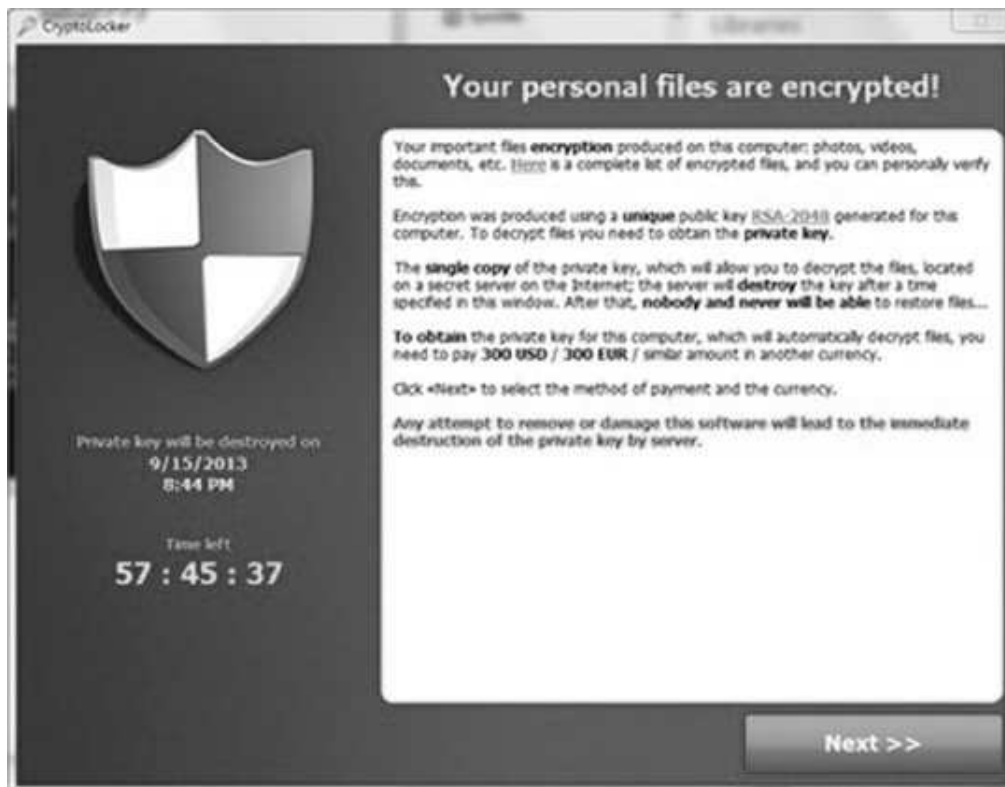 CryptoLocker
Libraries
Your personal files are encrypted!
Your important files encryption produced on this computer: photos, videos,
documents, etc. Here is a complete list of encrypted files, and you can personally verify
this.
Encryption was produced using a unique public key RSA-2048 generated for this
computer. To decrypt files you need to obtain the private key.
The single copy of the private key, which will allow you to decrypt the files, located
on a secret server on the Internet; the server will destroy the key after a time
specified in this window. After that, nobody and never will be able to restore files...
To obtain the private key for this computer, which will automatically decrypt files, you
need to pay 300 USD / 300 EUR / similar amount in another currency.
Click «Next» to select the method of payment and the currency.
Any attempt to remove or damage this software will lead to the immediate
destruction of the private key by server.
Private key will be destroyed on
9/15/2013
8:44 PM
Time left
57 : 45 : 37
Next >>